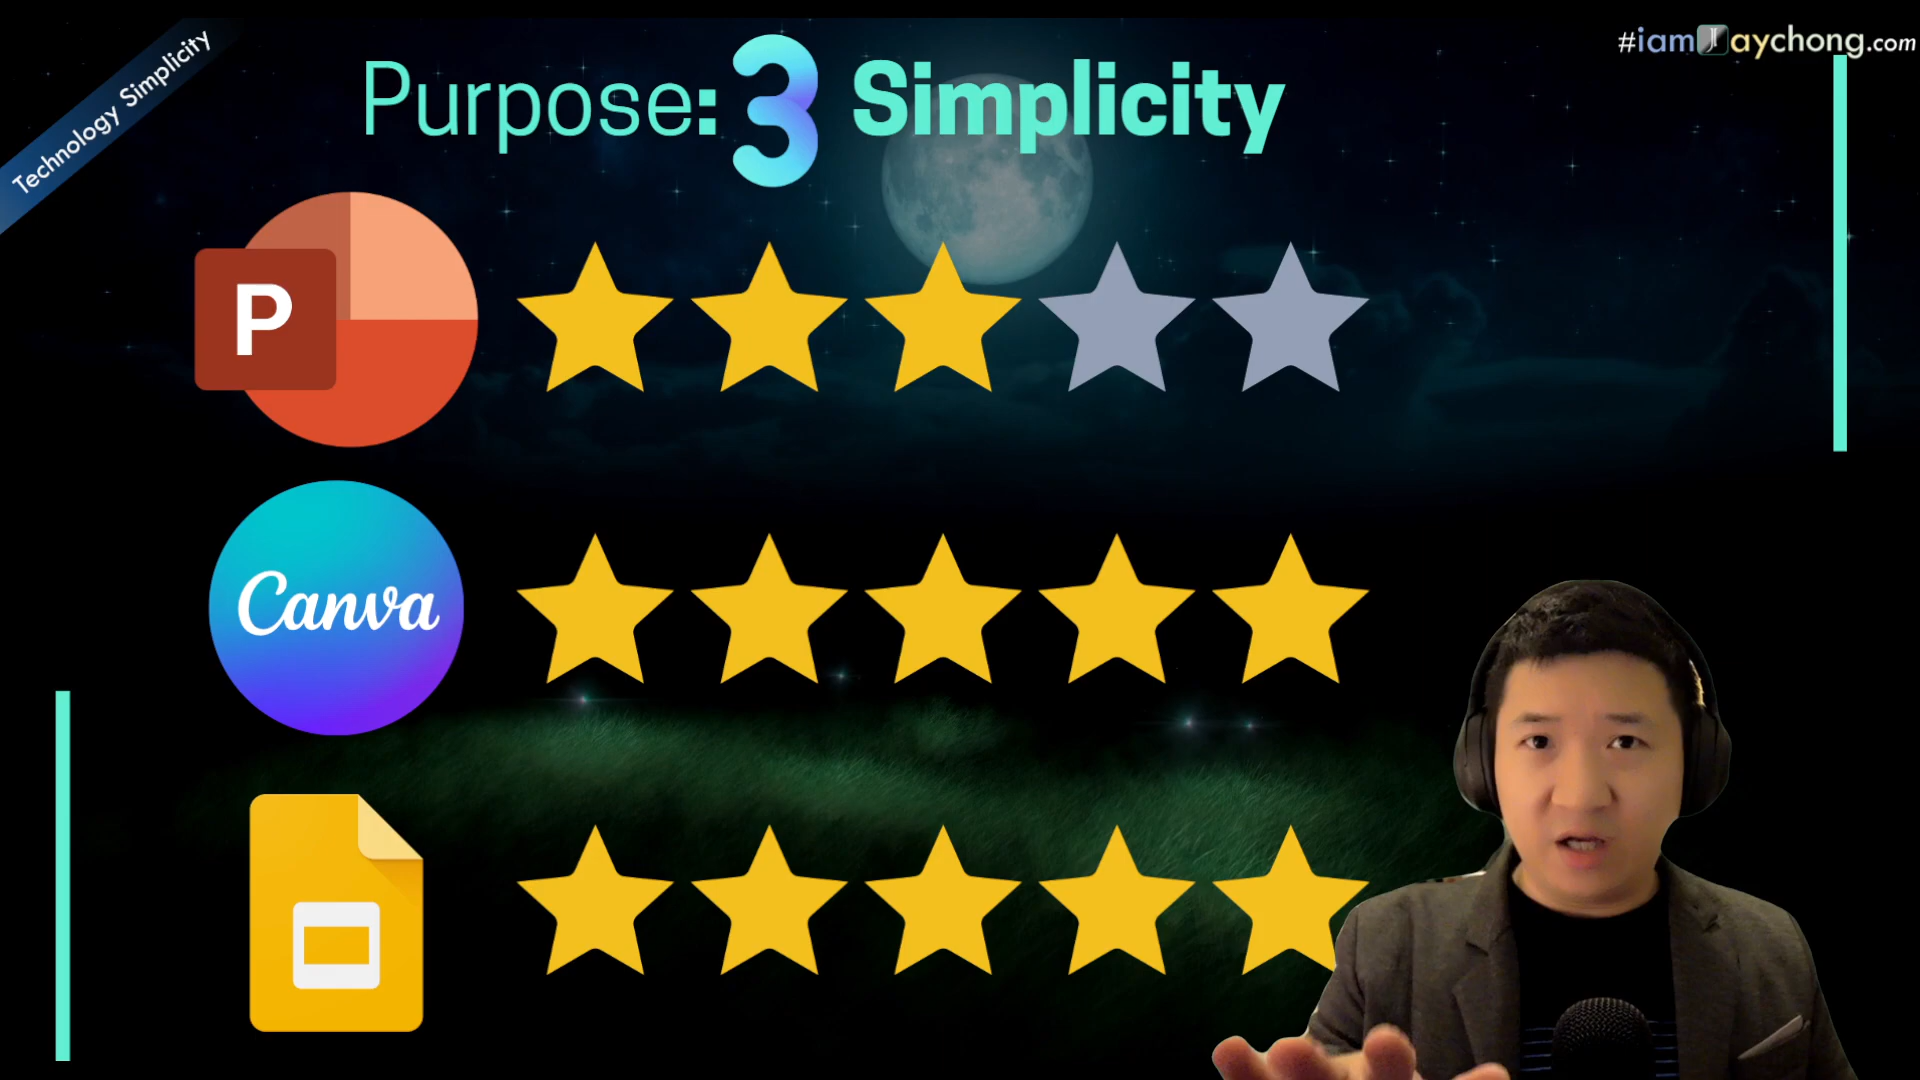 Technology Simplicity
#iamJaychong.com
Purpose: 3 Simplicity
P
Canva